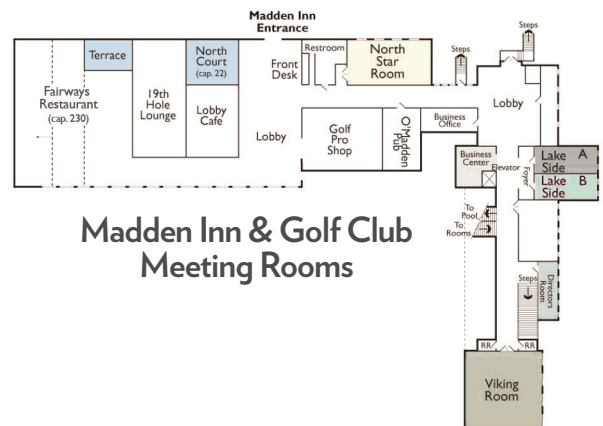 Madden Inn
Entrance
Steps
Terrace
North
Court
(cap. 22)
Restroom
Front
Desk
North
Star
Room
Steps
Fairways
Restaurant
(cap. 230)
19th
Hole
Lounge
Lobby
Cafe
Lobby
Golf
Pro
Shop
O'Madden
Pub
Business
Office
Lobby
Business
Center
Elevator
Foyer
Lake
Side
A
Lake
Side
B
To
Pool
To
Rooms
Madden Inn & Golf Club
Meeting Rooms
Steps
Directors
Room
RR
RR
Viking
Room